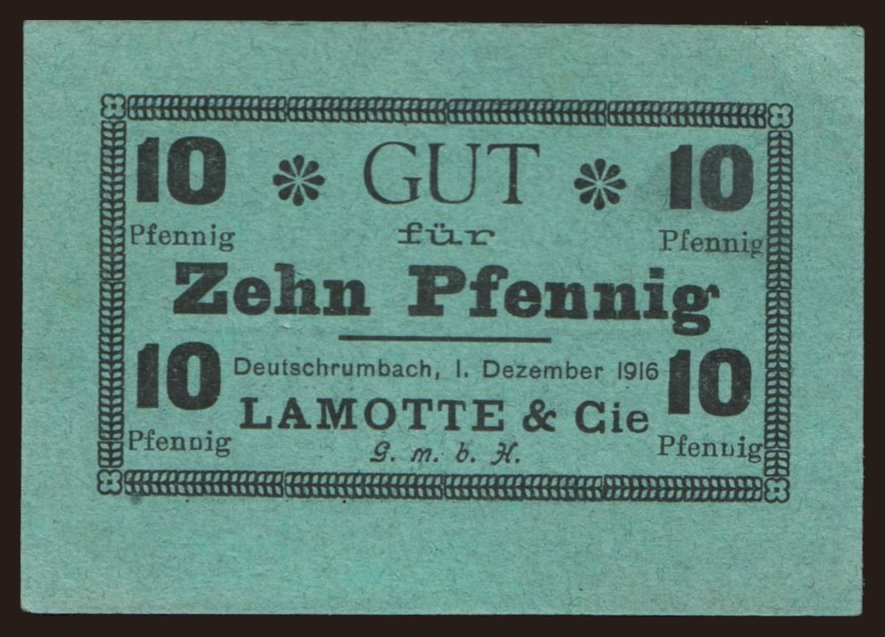 10 GUT 10
Pfennig für Pfennig
Zehn Pfennig
10 Deutschrumbach, 1. Dezember 1916 10
LAMOTTE & Cie
Pfennig G. m. b. H. Pfennig